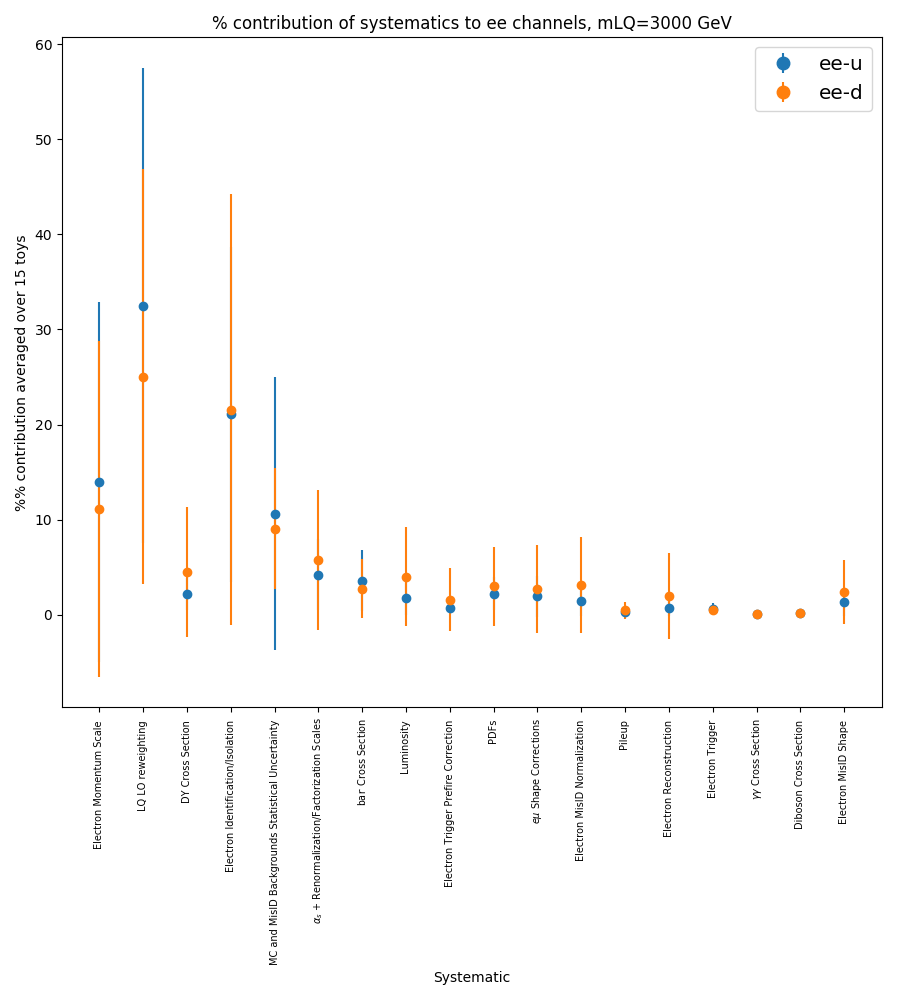 % contribution of systematics to ee channels, mLQ=3000 GeV
ee-u
ee-d
%% contribution averaged over 15 toys
60
50
40
30
20
10
0
Electron Momentum Scale
LQ LO reweighting
DY Cross Section
Electron Identification/Isolation
MC and MisID Backgrounds Statistical Uncertainty
αs + Renormalization/Factorization Scales
bar Cross Section
Luminosity
Electron Trigger Prefire Correction
PDFs
eμ Shape Corrections
Electron MisID Normalization
Pileup
Electron Reconstruction
Electron Trigger
γγ Cross Section
Diboson Cross Section
Electron MisID Shape
Systematic